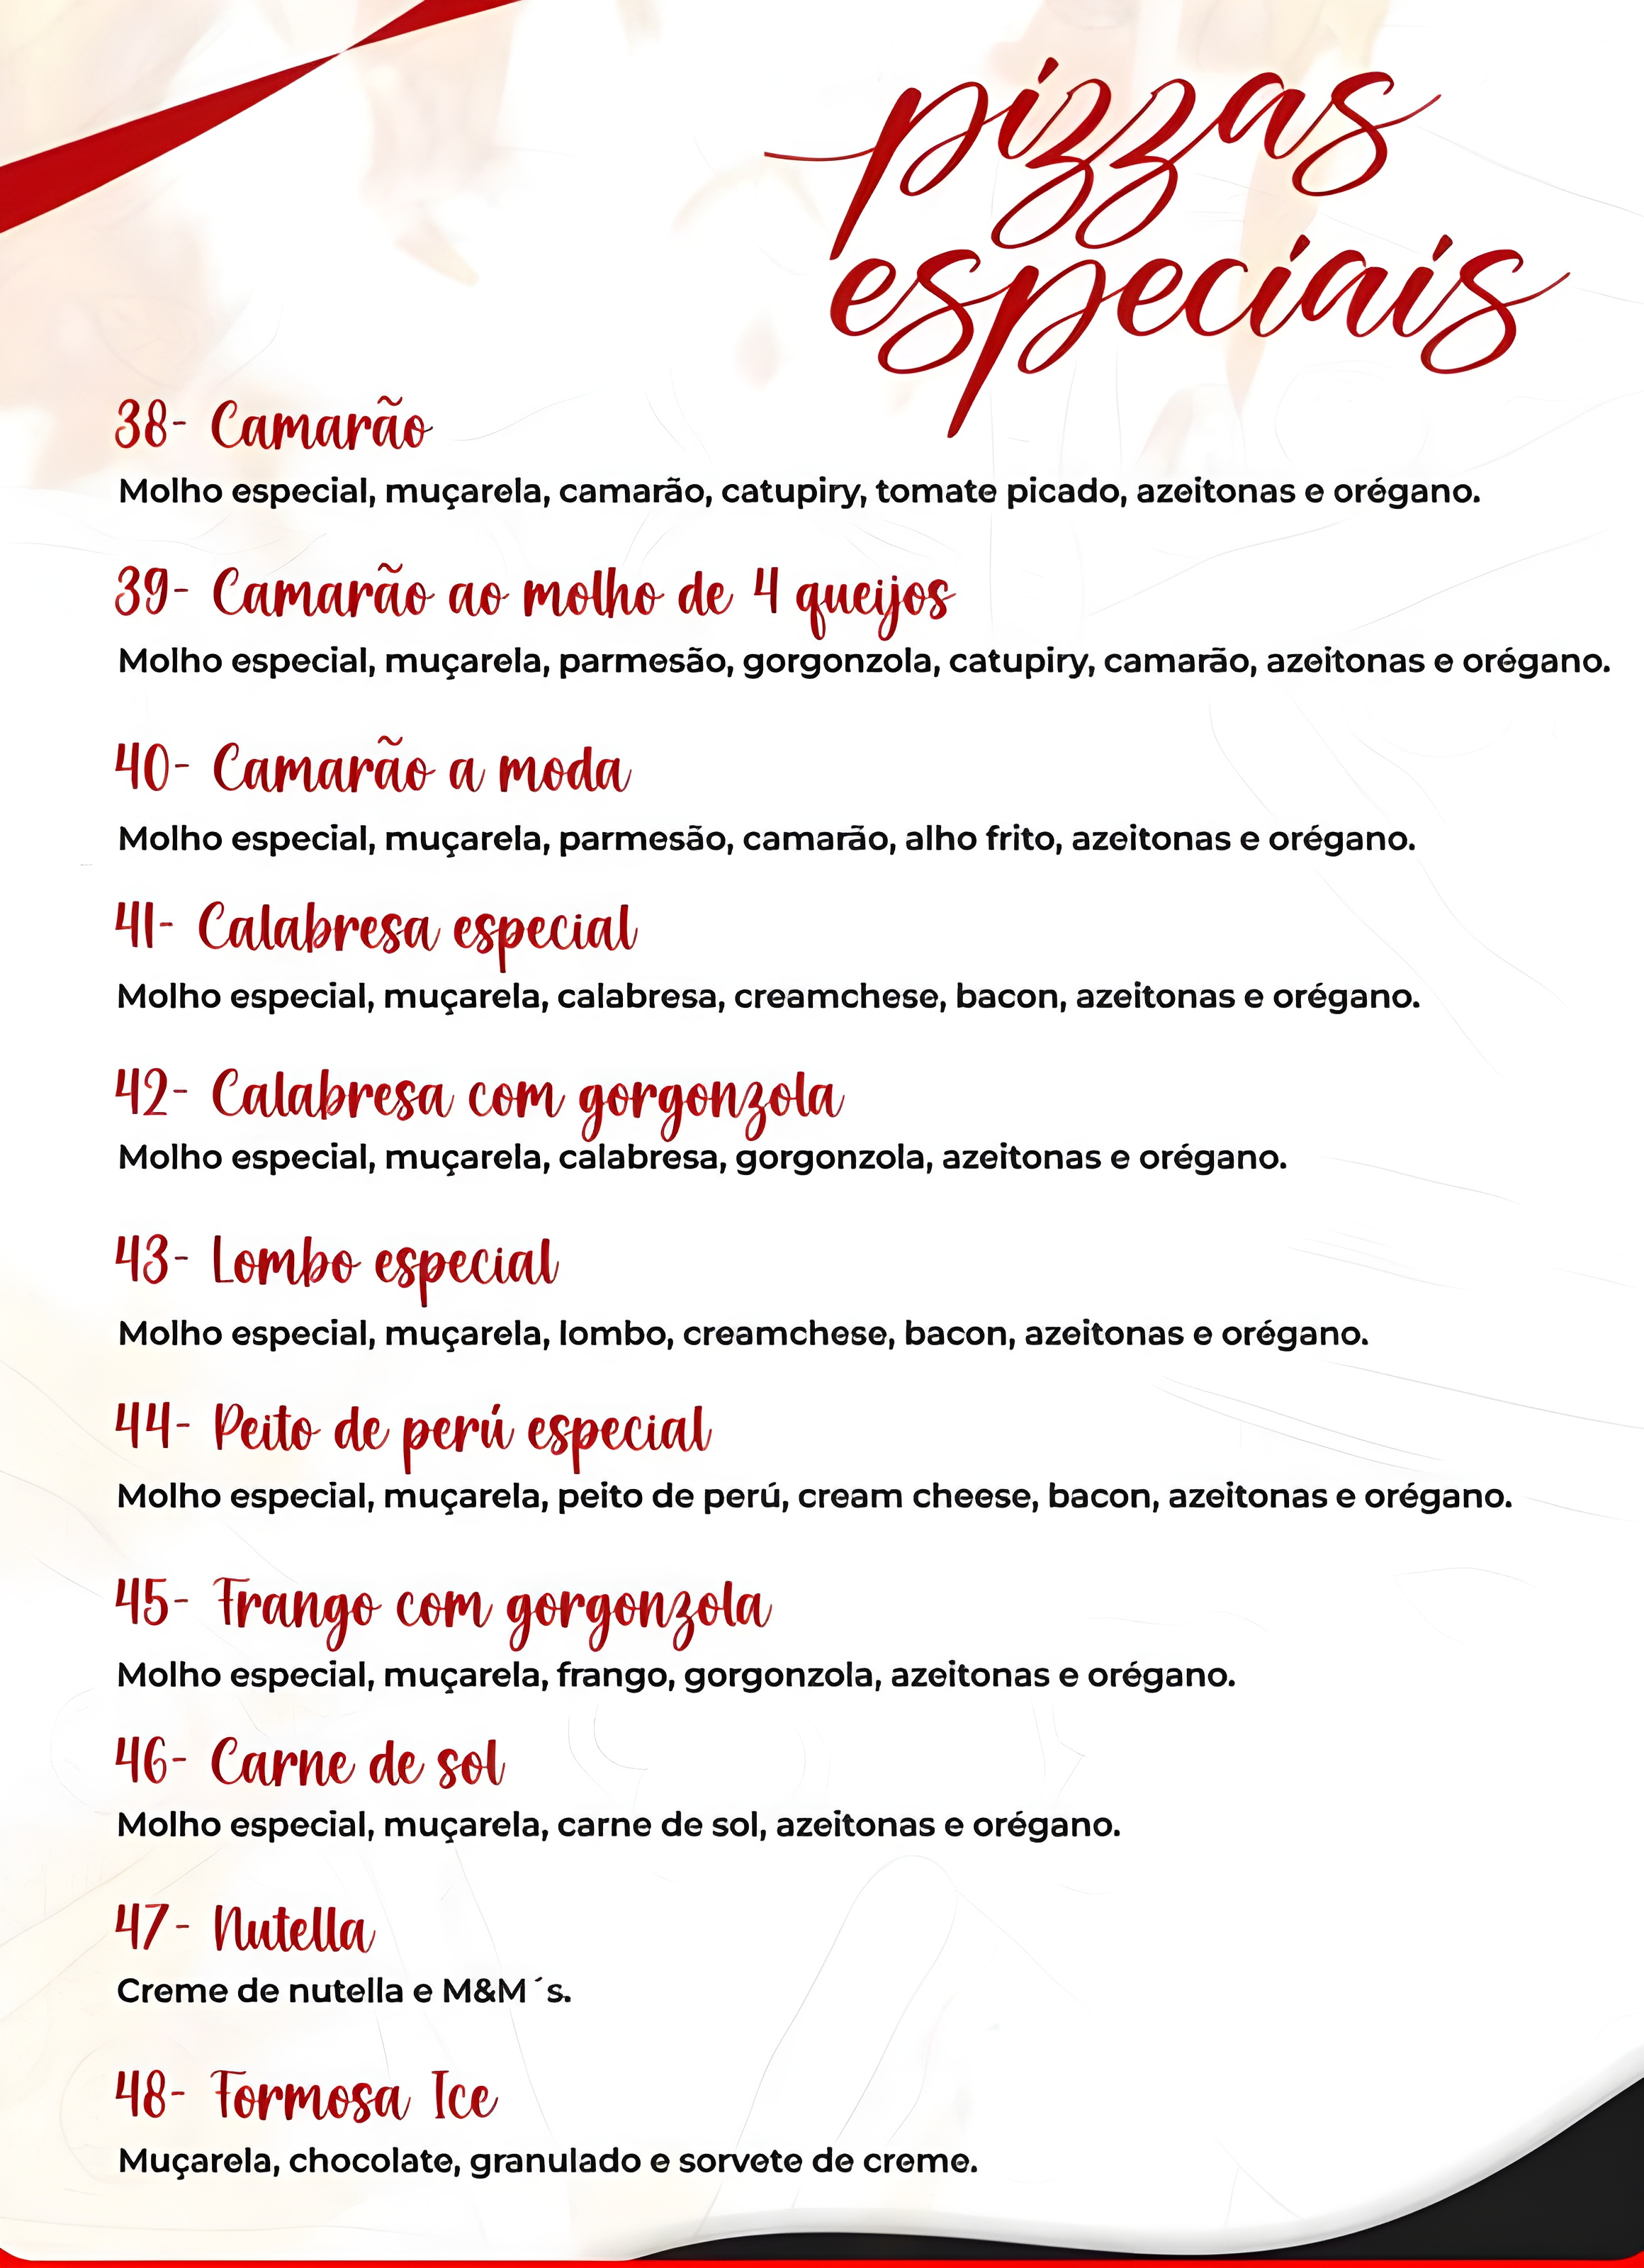 pizzas
especiais
38- Camarão
Molho especial, muçarela, camarão, catupiry, tomate picado, azeitonas e orégano.
39- Camarão ao molho de 4 queijos
Molho especial, muçarela, parmesão, gorgonzola, catupiry, camarão, azeitonas e orégano.
40- Camarão a moda
Molho especial, muçarela, parmesão, camarão, alho frito, azeitonas e orégano.
41- Calabresa especial
Molho especial, muçarela, calabresa, creamchese, bacon, azeitonas e orégano.
42- Calabresa com gorgonzola
Molho especial, muçarela, calabresa, gorgonzola, azeitonas e orégano.
43- Lombo especial
Molho especial, muçarela, lombo, creamchese, bacon, azeitonas e orégano.
44- Peito de perú especial
Molho especial, muçarela, peito de perú, cream cheese, bacon, azeitonas e orégano.
45- Frango com gorgonzola
Molho especial, muçarela, frango, gorgonzola, azeitonas e orégano.
46- Carne de sol
Molho especial, muçarela, carne de sol, azeitonas e orégano.
47- Nutella
Creme de nutella e M&M´s.
48- Formosa Ice
Muçarela, chocolate, granulado e sorvete de creme.